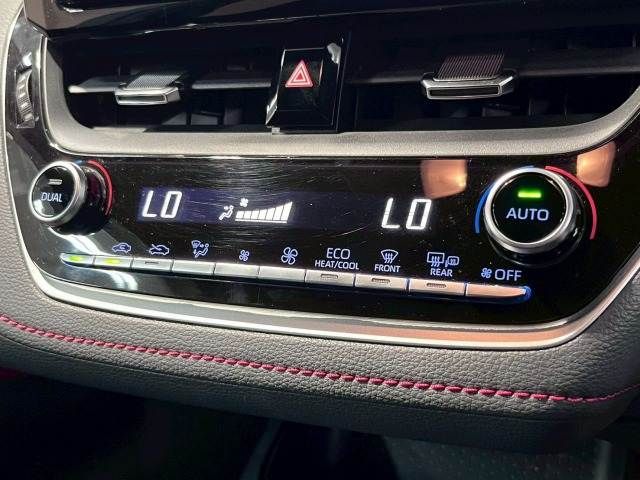 DUAL
LO
LO
AUTO
ECO
HEAT/COOL
FRONT
REAR
OFF